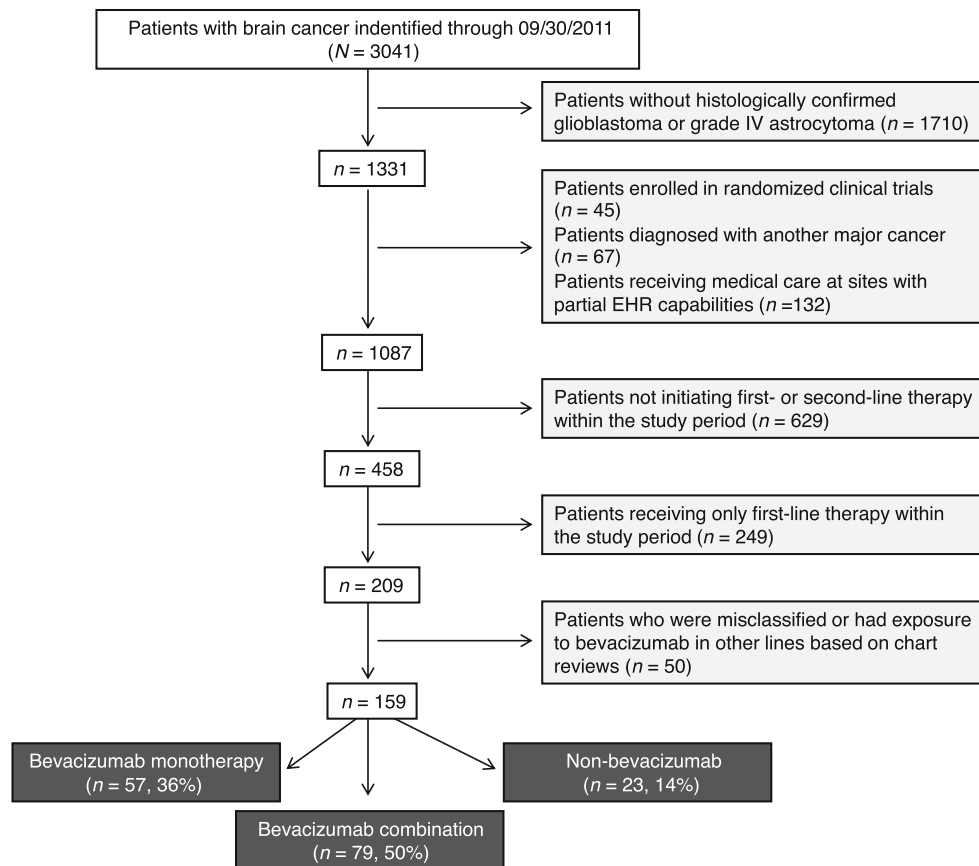 Patients with brain cancer indentified through 09/30/2011
(N = 3041)
Patients without histologically confirmed
glioblastoma or grade IV astrocytoma (n = 1710)
n = 1331
Patients enrolled in randomized clinical trials
(n = 45)
Patients diagnosed with another major cancer
(n = 67)
Patients receiving medical care at sites with
partial EHR capabilities (n =132)
n = 1087
Patients not initiating first- or second-line therapy
within the study period (n = 629)
n = 458
Patients receiving only first-line therapy within
the study period (n = 249)
n = 209
Patients who were misclassified or had exposure
to bevacizumab in other lines based on chart
reviews (n = 50)
n = 159
Bevacizumab monotherapy
(n = 57, 36%)
Non-bevacizumab
(n = 23, 14%)
Bevacizumab combination
(n = 79, 50%)